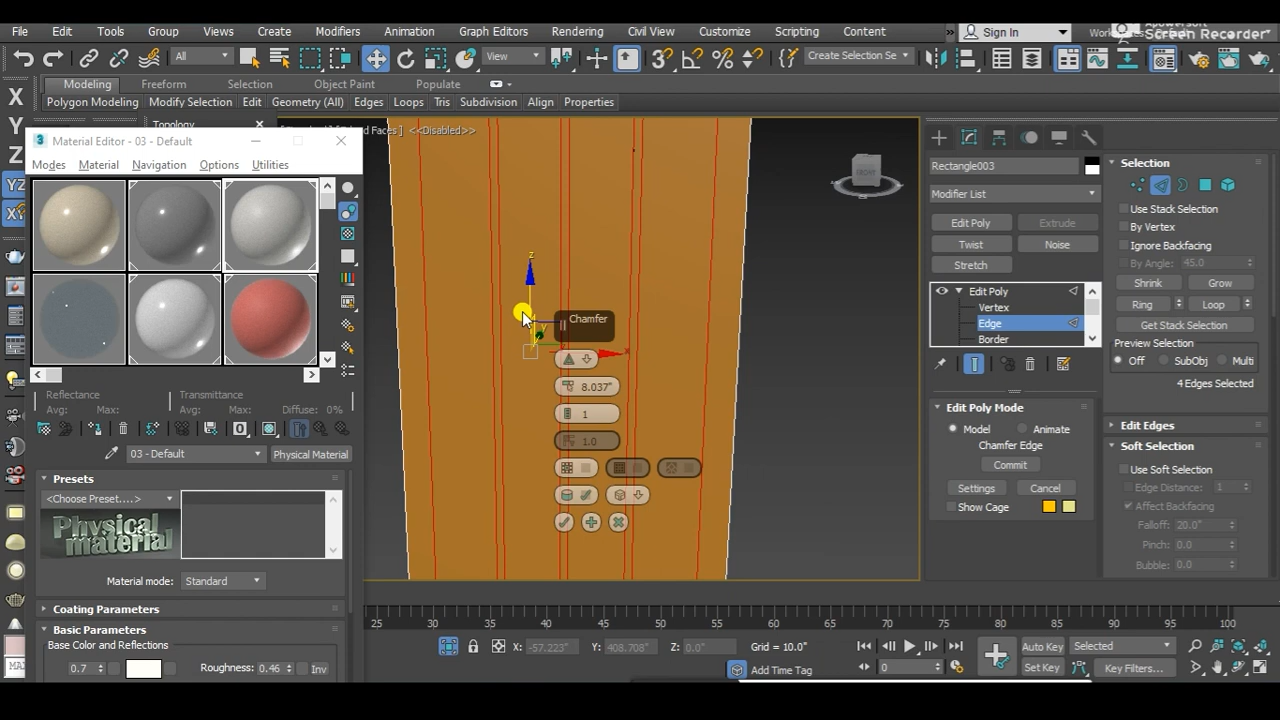 Apowersoft
Screen Recorder
File Edit Tools Group Views Create Modifiers Animation Graph Editors Rendering Civil View Customize Scripting Content Sign In
All View Create Selection Se
Modeling Freeform Selection Object Paint Populate
Polygon Modeling Modify Selection Edit Geometry (All) Edges Loops Tris Subdivision Align Properties
Topology
Faces ] <<Disabled>>
X
Y
Z
YZ
XY
3 Material Editor - 03 - Default
Modes Material Navigation Options Utilities
Reflectance Transmittance
Avg: Max: Avg: Max: Diffuse: 0%
03 - Default Physical Material
Presets
<Choose Preset....>
Physical
material
Material mode: Standard
Coating Parameters
Basic Parameters
Base Color and Reflections
0.7 Roughness: 0.46 Inv
FRONT
z
y
x
Chamfer
8.037"
1
1.0
Rectangle003
Modifier List
Edit Poly Extrude
Twist Noise
Stretch
Edit Poly
Vertex
Edge
Border
Edit Poly Mode
Model Animate
Chamfer Edge
Commit
Settings Cancel
Show Cage
Selection
Use Stack Selection
By Vertex
Ignore Backfacing
By Angle: 45.0
Shrink Grow
Ring Loop
Get Stack Selection
Preview Selection
Off SubObj Multi
4 Edges Selected
Edit Edges
Soft Selection
Use Soft Selection
Edge Distance: 1
Affect Backfacing
Falloff: 20.0"
Pinch: 0.0
Bubble: 0.0
25 30 35 40 45 50 55 60 65 70 75 80 85 90 95 100
X: -57.223" Y: 408.708" Z: 0.0" Grid = 10.0"
Add Time Tag
0
Auto Key Selected
Set Key Key Filters...